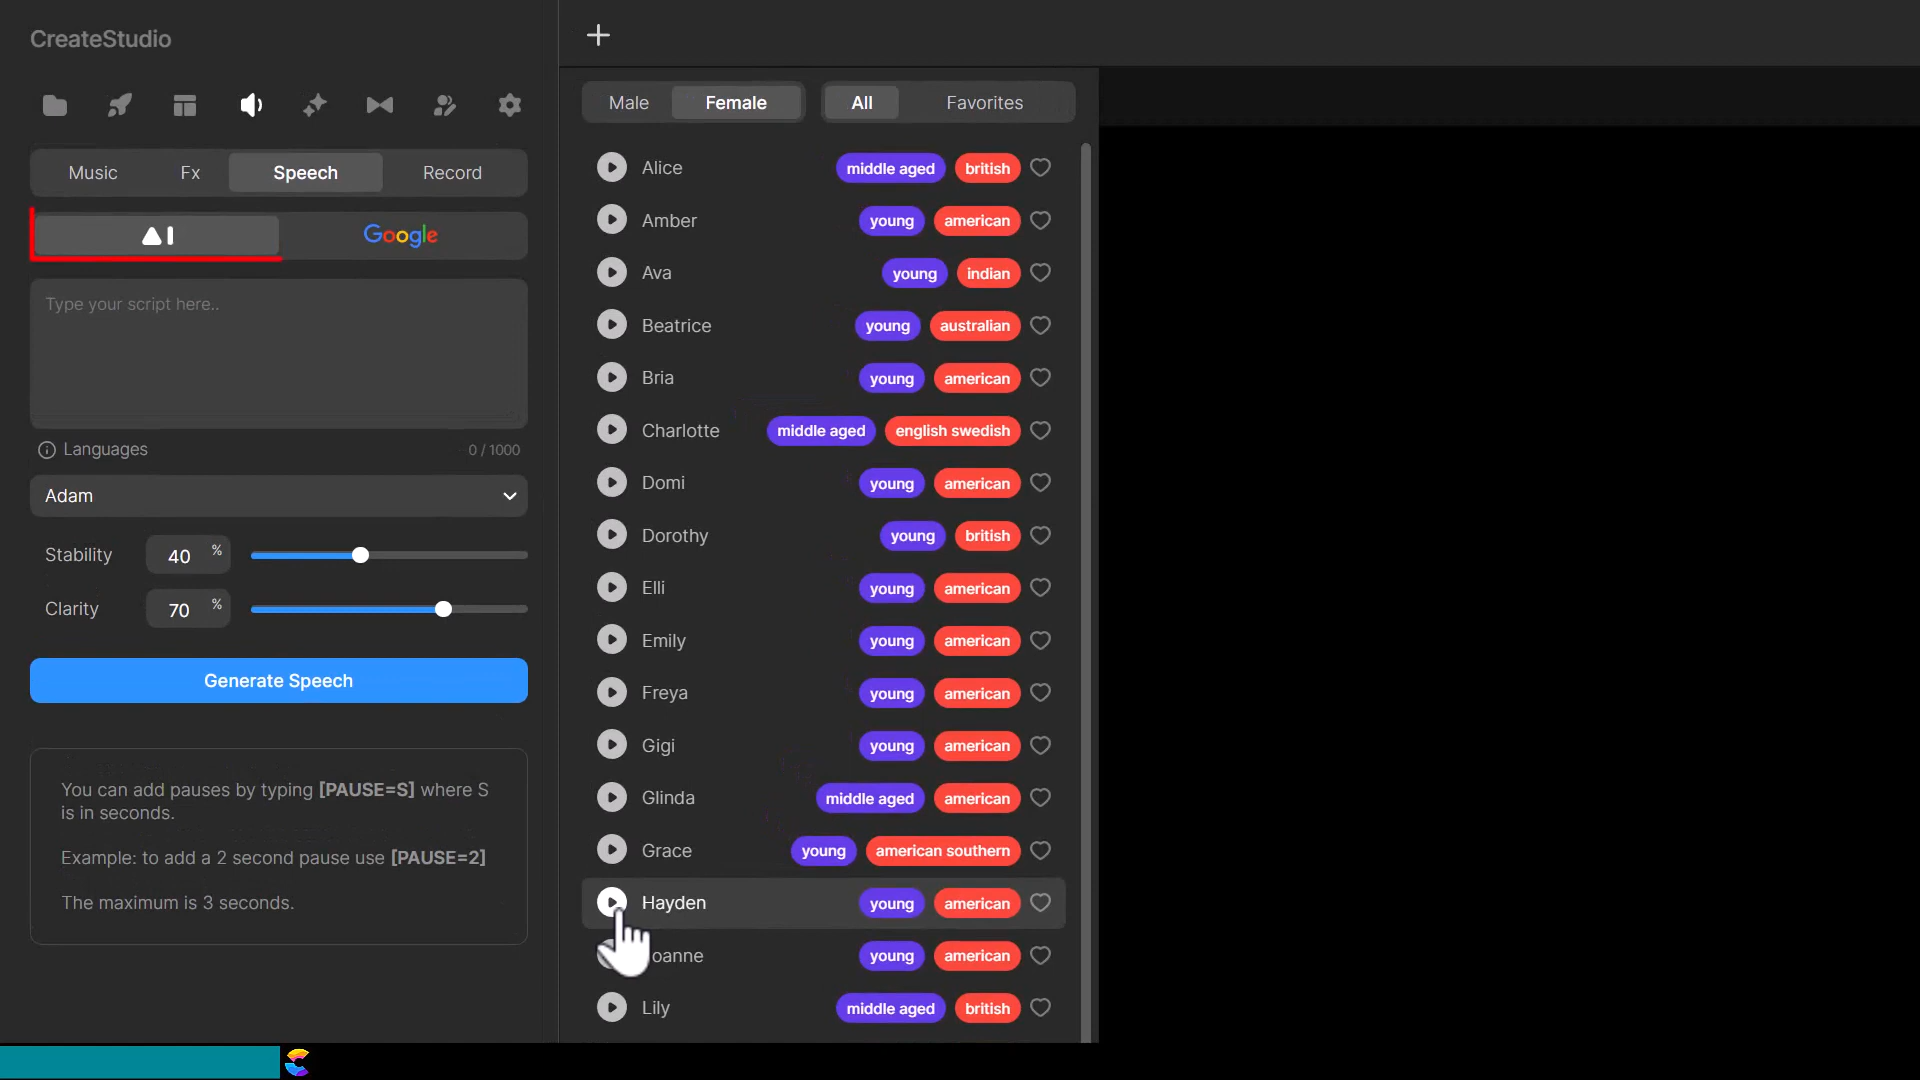 CreateStudio
Male Female All Favorites
Music Fx Speech Record
AI Google
Type your script here..
Languages 0 / 1000
Adam
Stability 40 %
Clarity 70 %
Generate Speech
You can add pauses by typing [PAUSE=S] where S
is in seconds.
Example: to add a 2 second pause use [PAUSE=2]
The maximum is 3 seconds.
Alice middle aged british
Amber young american
Ava young indian
Beatrice young australian
Bria young american
Charlotte middle aged english swedish
Domi young american
Dorothy young british
Elli young american
Emily young american
Freya young american
Gigi young american
Glinda middle aged american
Grace young american southern
Hayden young american
oanne young american
Lily middle aged british